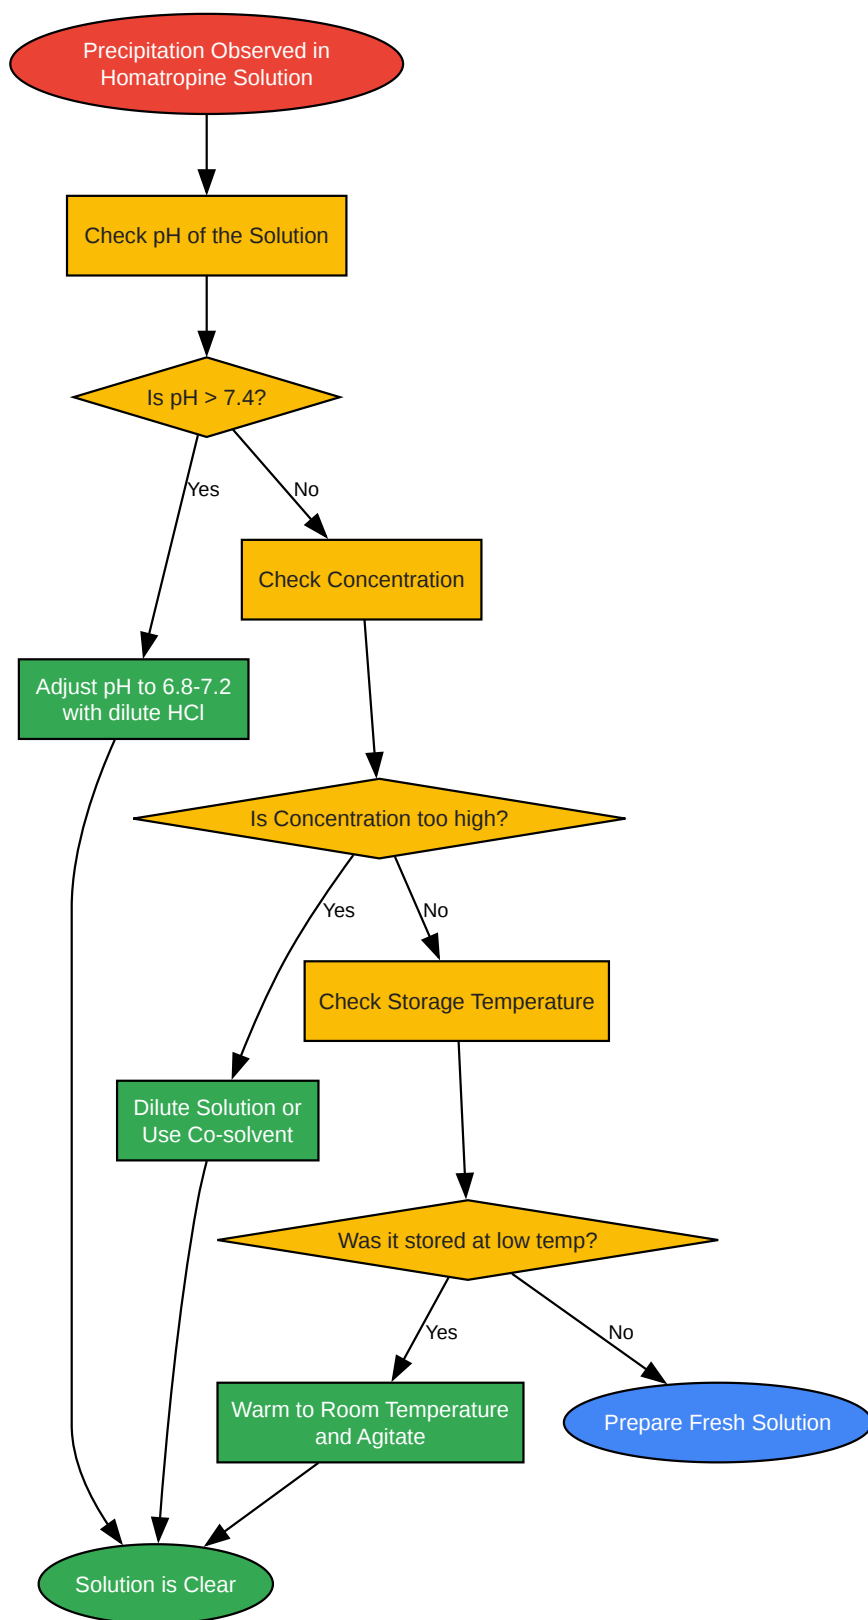 Precipitation Observed in
Homatropine Solution
Check pH of the Solution
Is pH > 7.4?
Yes
No
Check Concentration
Adjust pH to 6.8-7.2
with dilute HCl
Is Concentration too high?
Yes
No
Check Storage Temperature
Dilute Solution or
Use Co-solvent
Was it stored at low temp?
Yes
No
Warm to Room Temperature
and Agitate
Prepare Fresh Solution
Solution is Clear